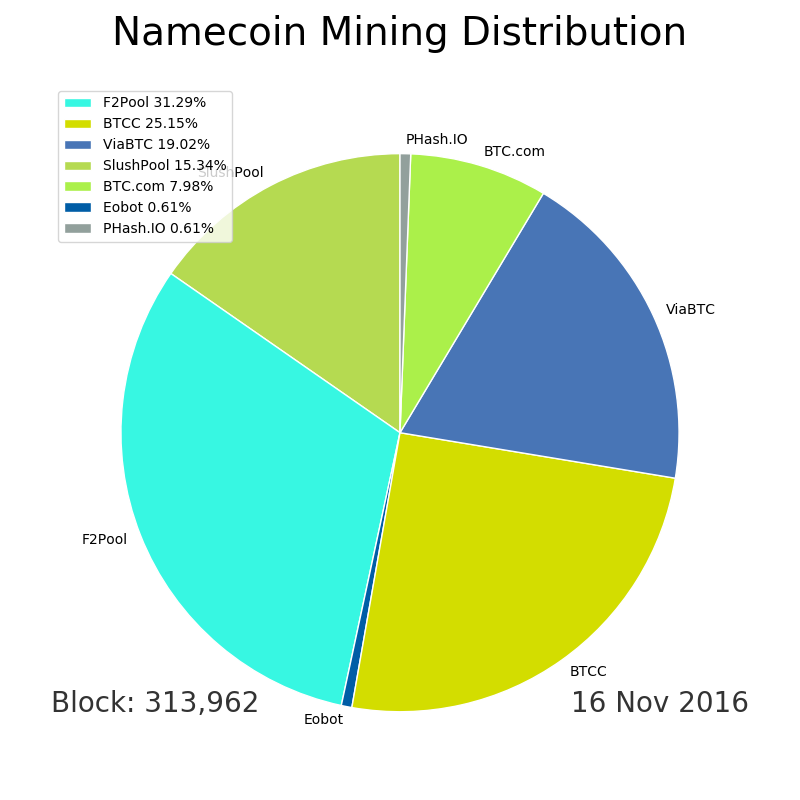 Namecoin Mining Distribution
F2Pool 31.29%
BTCC 25.15%
ViaBTC 19.02%
SlushPool 15.34%
BTC.com 7.98%
Eobot 0.61%
PHash.IO 0.61%
PHash.IO
BTC.com
SlushPool
ViaBTC
F2Pool
BTCC
Eobot
Block: 313,962
16 Nov 2016